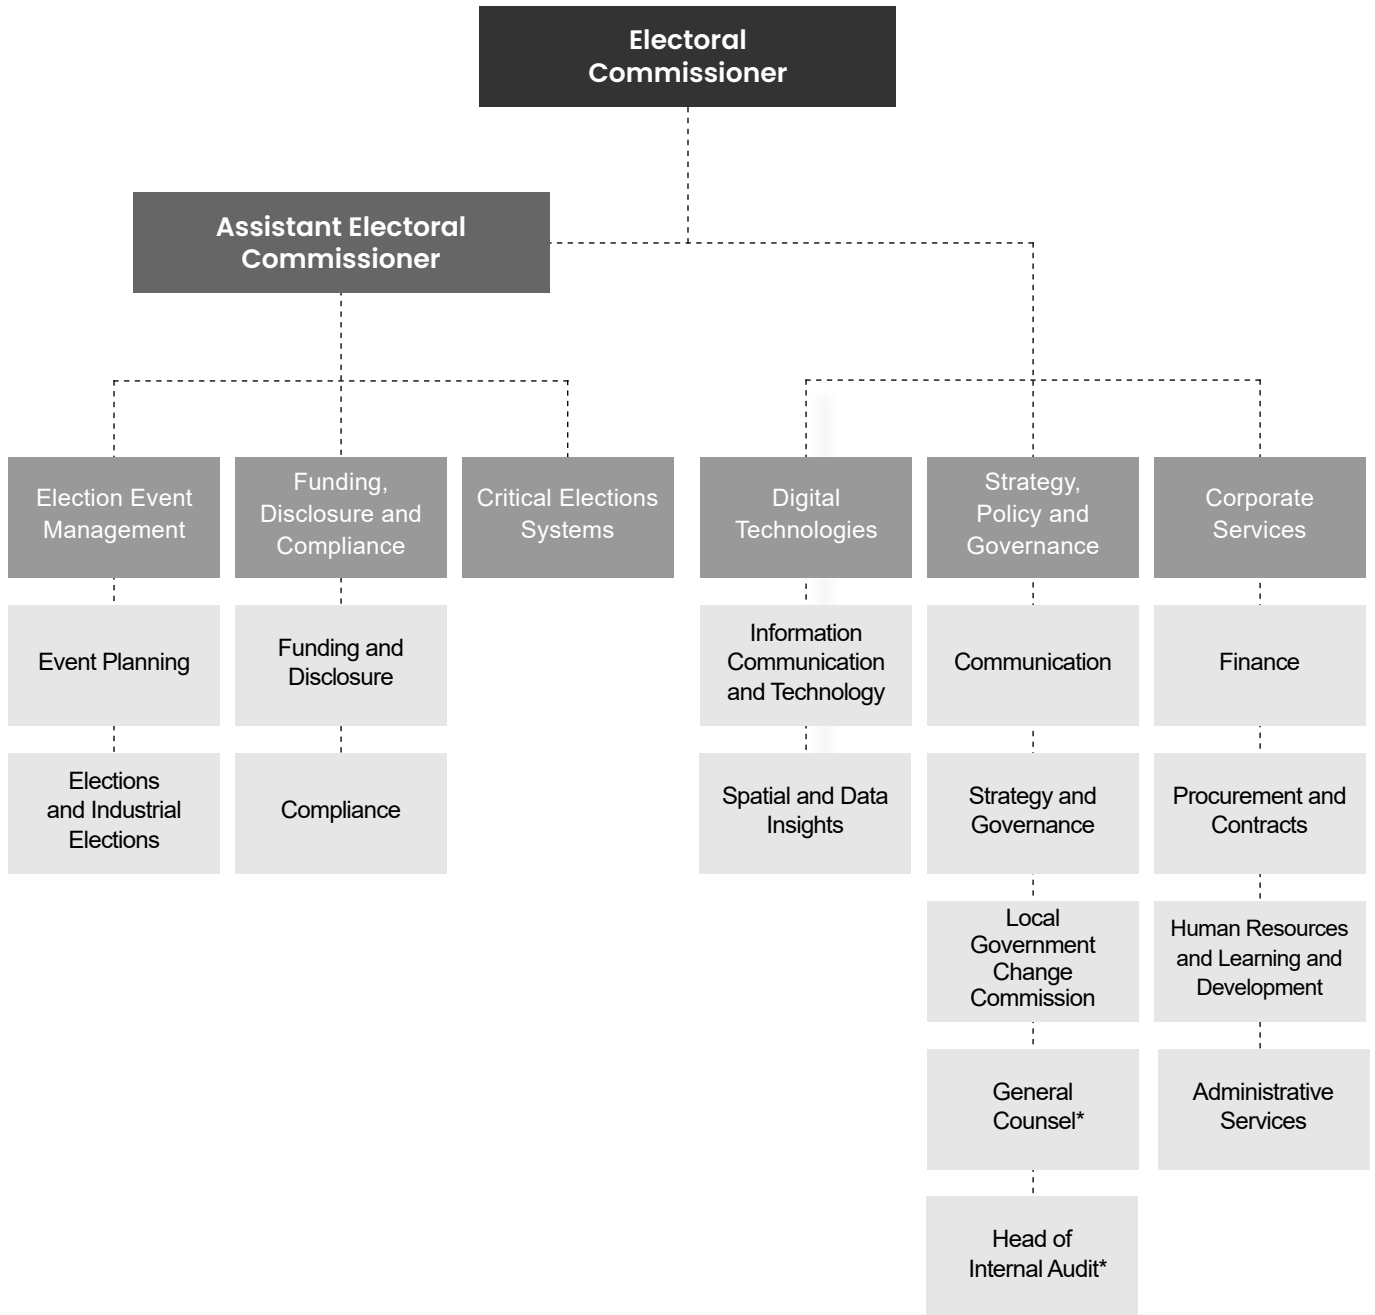 Electoral
Commissioner
Assistant Electoral
Commissioner
Election Event
Management
Funding,
Disclosure and
Compliance
Critical Elections
Systems
Digital
Technologies
Strategy,
Policy and
Governance
Corporate
Services
Event Planning
Funding and
Disclosure
Information
Communication
and Technology
Communication
Finance
Elections
and Industrial
Elections
Compliance
Spatial and Data
Insights
Strategy and
Governance
Procurement and
Contracts
Local
Government
Change
Commission
Human Resources
and Learning and
Development
General
Counsel*
Administrative
Services
Head of
Internal Audit*